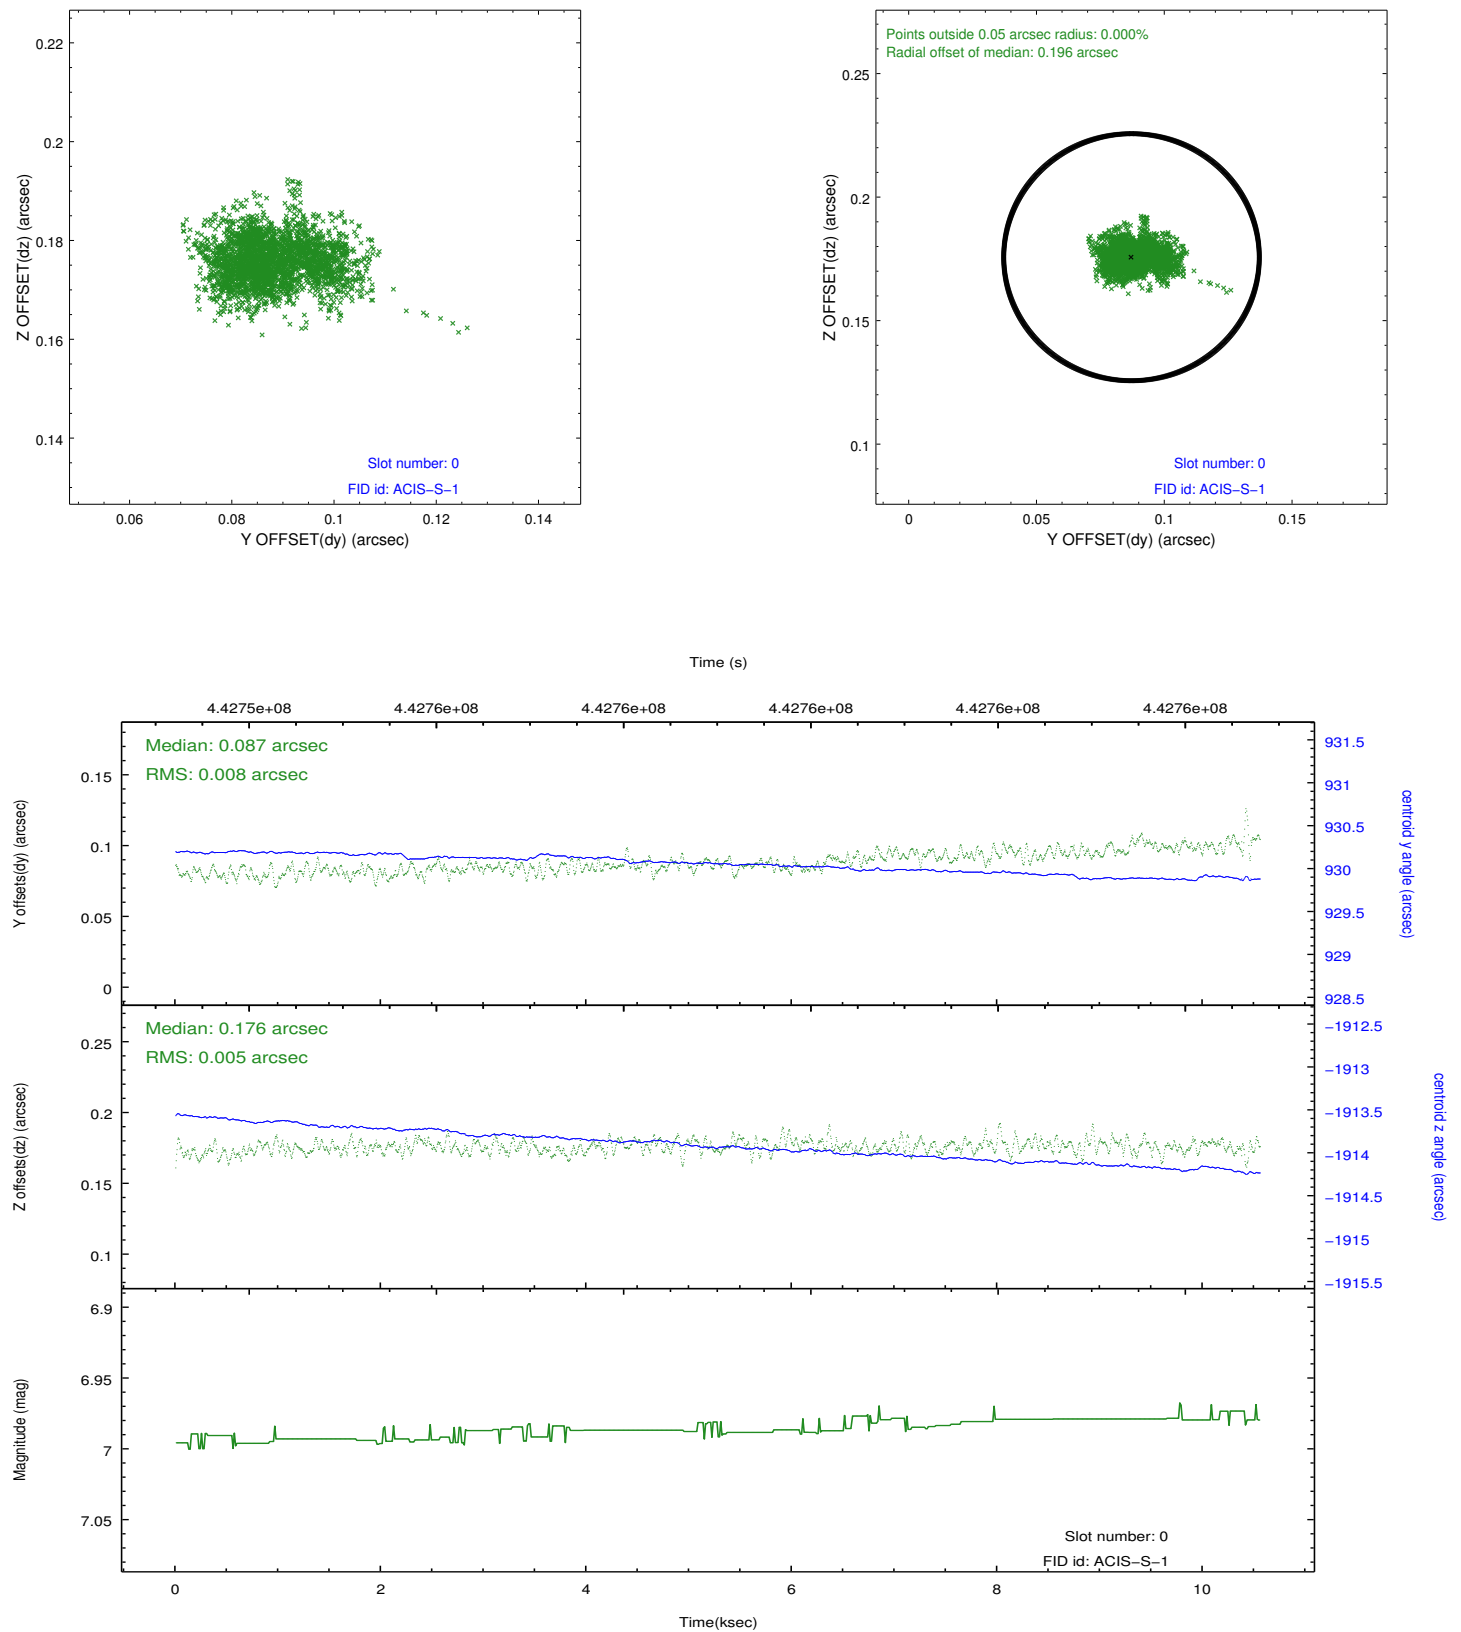 0.22
0.2
0.18
0.16
0.14
Z OFFSET(dz) (arcsec)
Slot number: 0
FID id: ACIS−S−1
0.06 0.08 0.1 0.12 0.14
Y OFFSET(dy) (arcsec)
Points outside 0.05 arcsec radius: 0.000%
Radial offset of median: 0.196 arcsec
0.25
0.2
0.15
0.1
Z OFFSET(dz) (arcsec)
Slot number: 0
FID id: ACIS−S−1
0 0.05 0.1 0.15
Y OFFSET(dy) (arcsec)
Time (s)
4.4275e+08 4.4276e+08 4.4276e+08 4.4276e+08 4.4276e+08 4.4276e+08
Median: 0.087 arcsec
RMS: 0.008 arcsec
0.15
0.1
0.05
0
Y offsets(dy) (arcsec)
931.5
931
930.5
930
929.5
929
928.5
centroid y angle (arcsec)
Median: 0.176 arcsec
RMS: 0.005 arcsec
0.25
0.2
0.15
0.1
Z offsets(dz) (arcsec)
−1912.5
−1913
−1913.5
−1914
−1914.5
−1915
−1915.5
centroid z angle (arcsec)
6.9
6.95
7
7.05
Magnitude (mag)
Slot number: 0
FID id: ACIS−S−1
0 2 4 6 8 10
Time(ksec)